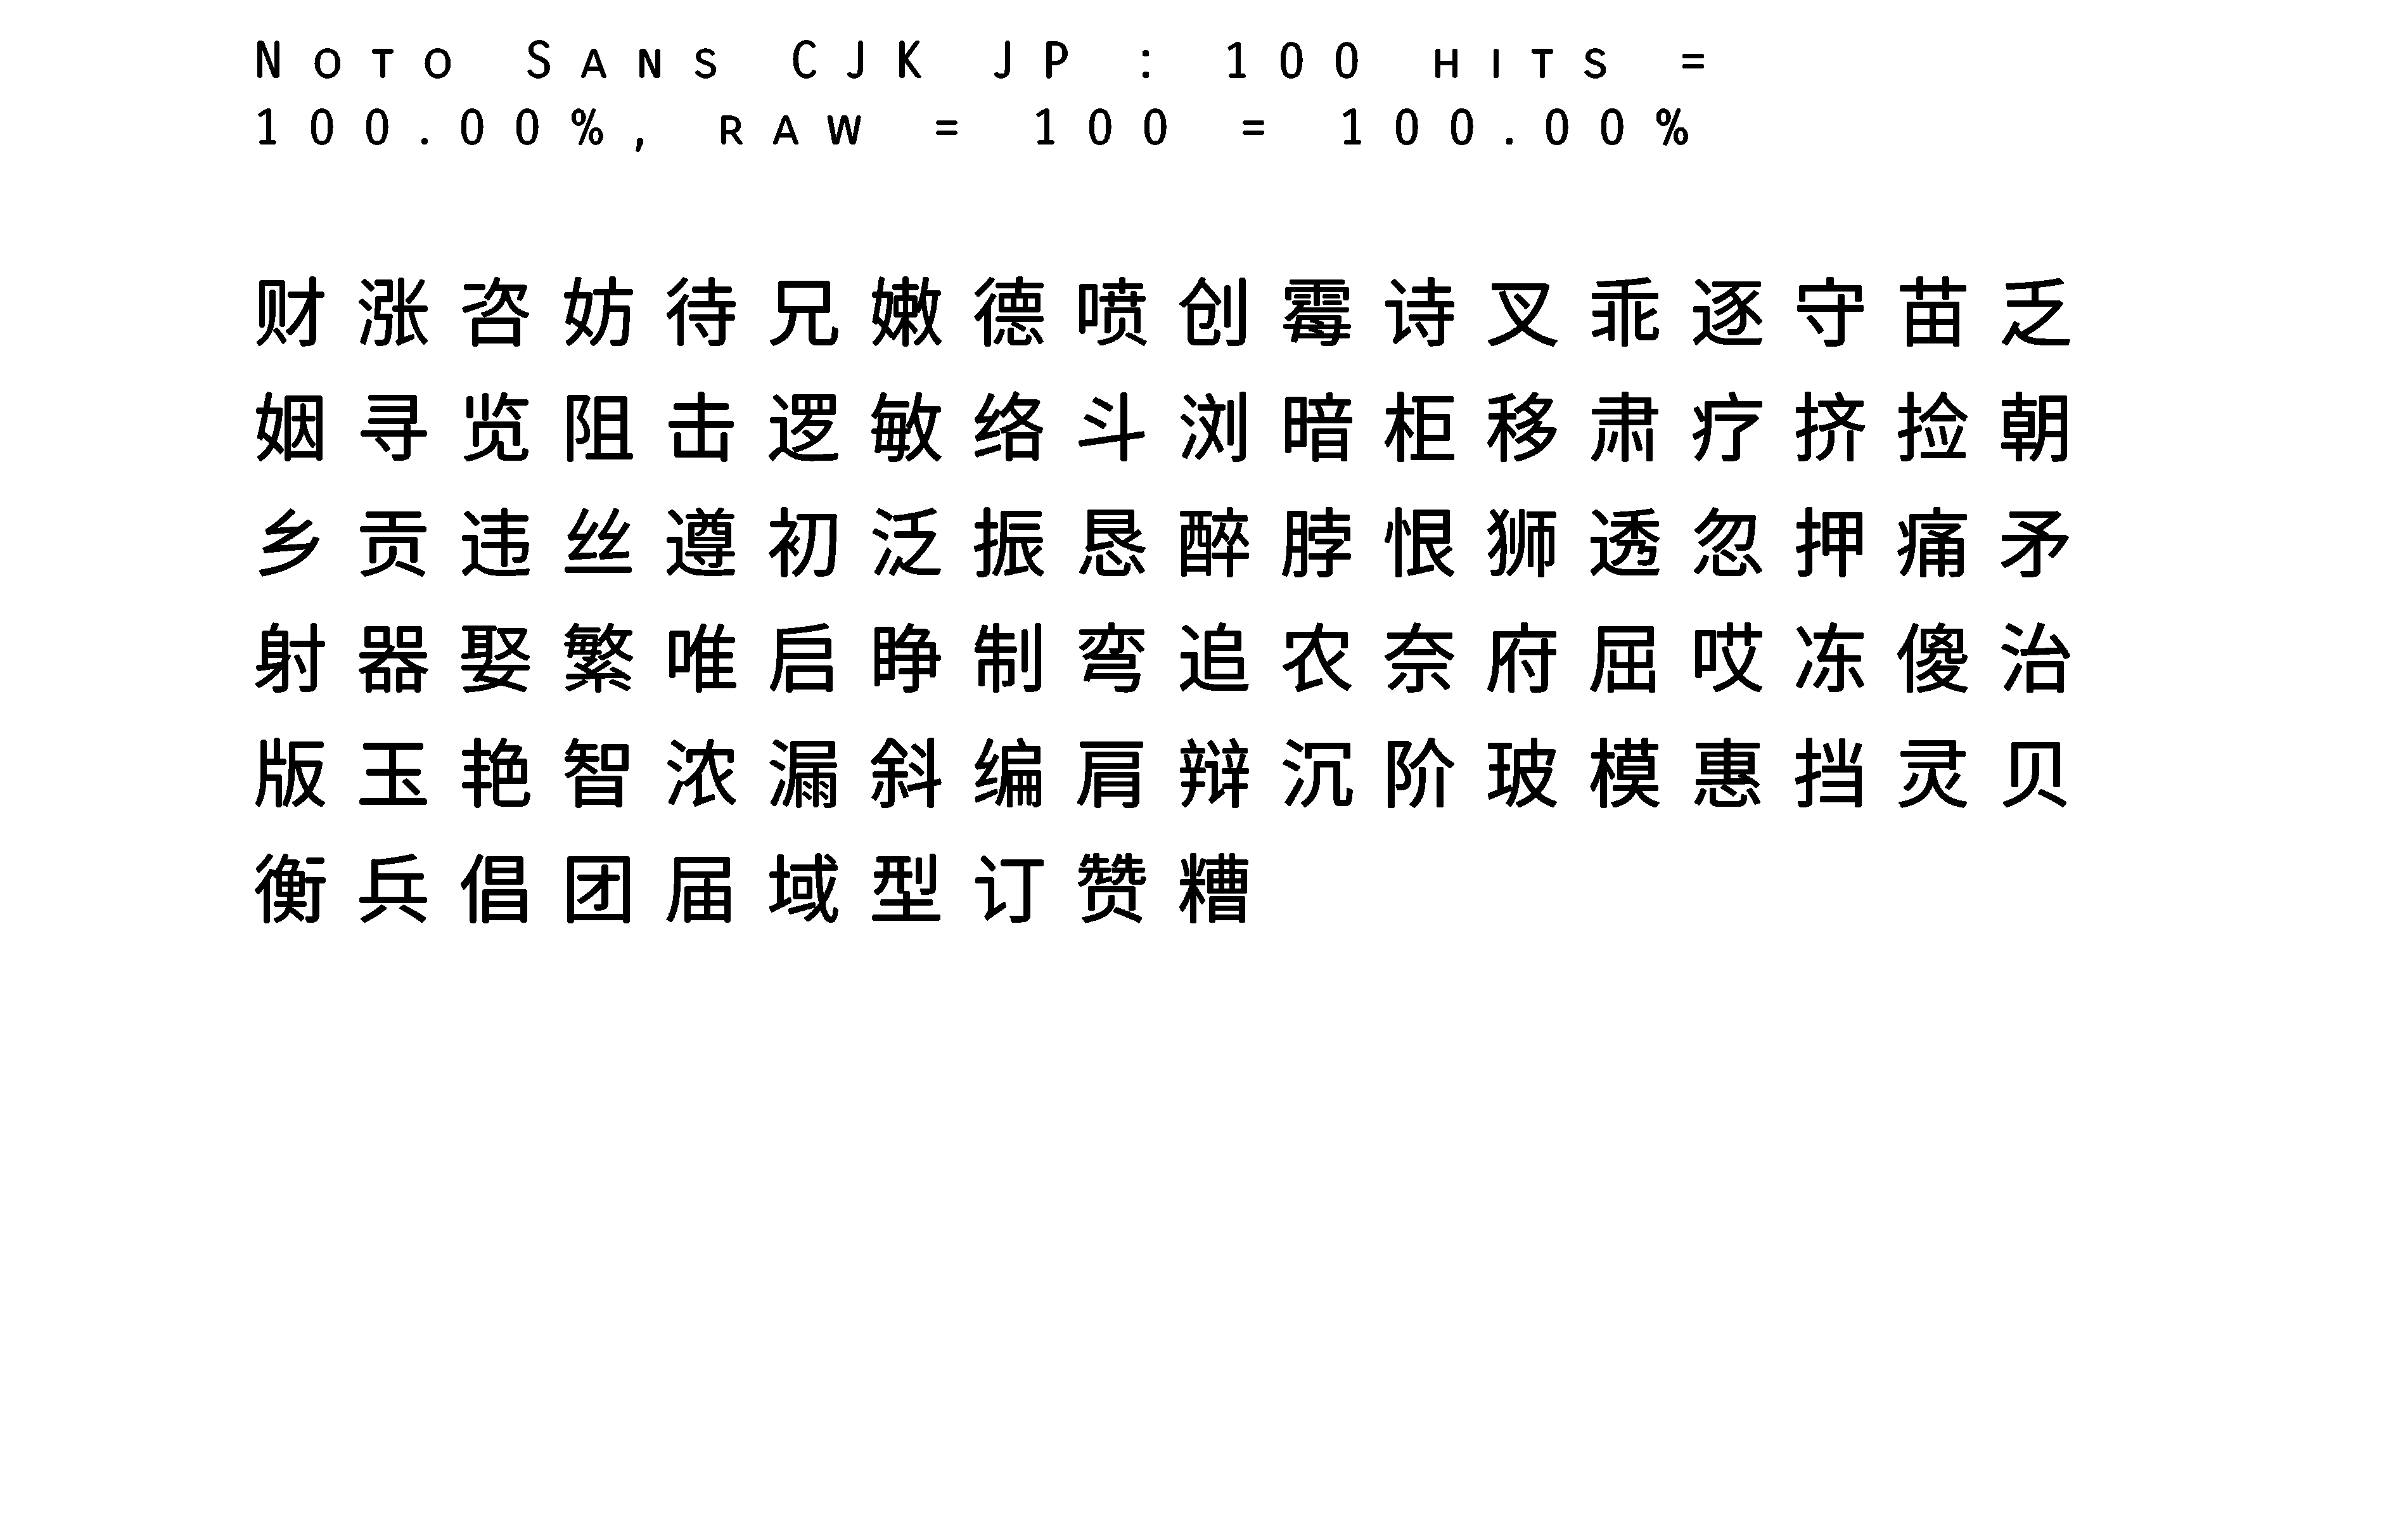 Noto Sans CJK JP : 100 hits =
100.00%, raw = 100 = 100.00%
财涨咨妨待兄嫩德喷创霉诗叉乖逐守苗乏
姻寻览阻击逻敏络斗浏暗柜移肃疗挤捡朝
乡贡违丝遵初泛振恳醉脖恨狮透忽押痛矛
射器娶繁唯启睁制弯追农奈府屈哎冻傻治
版玉艳智浓漏斜编肩辩沉阶玻模惠挡灵贝
衡兵倡团届域型订赞糟